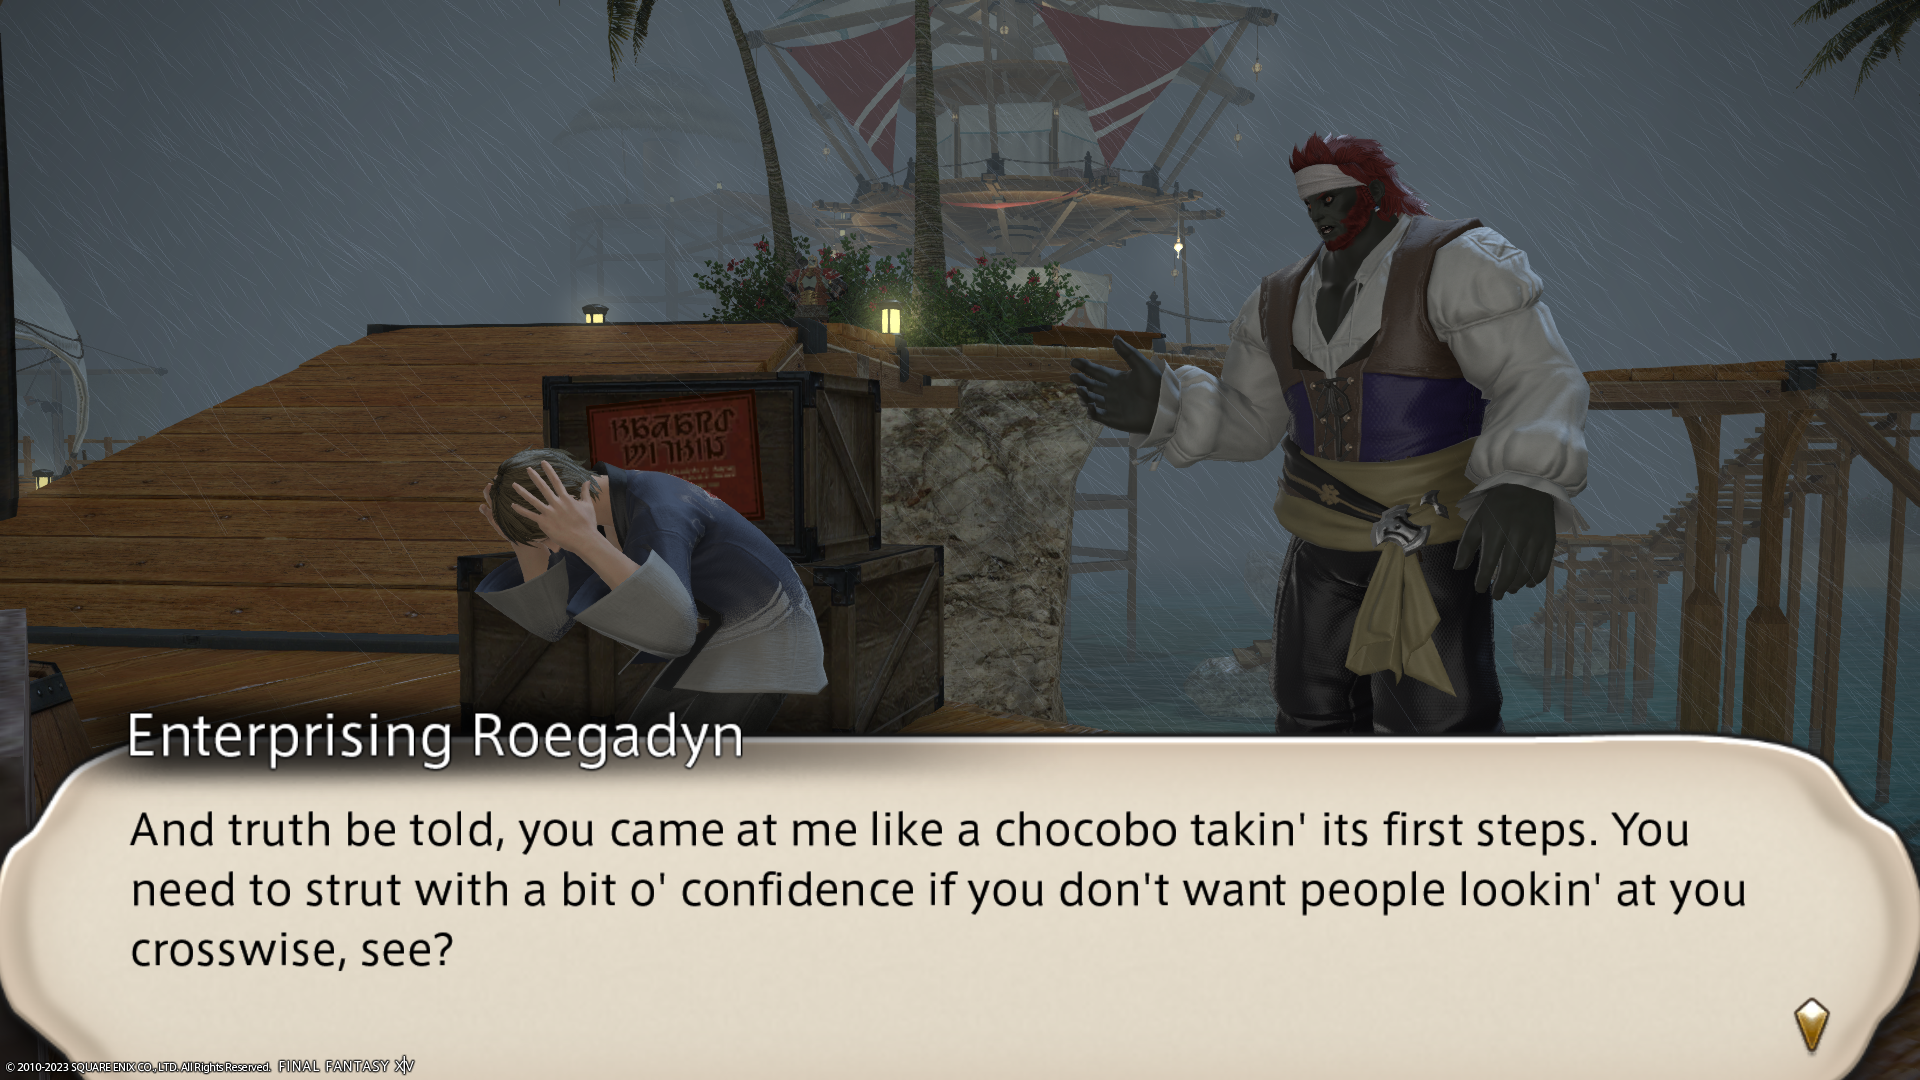 Enterprising Roegadyn
And truth be told, you came at me like a chocobo takin' its first steps. You
need to strut with a bit o' confidence if you don't want people lookin' at you
crosswise, see?
© 2010-2023 SQUARE ENIX CO., LTD. All Rights Reserved. FINAL FANTASY XIV